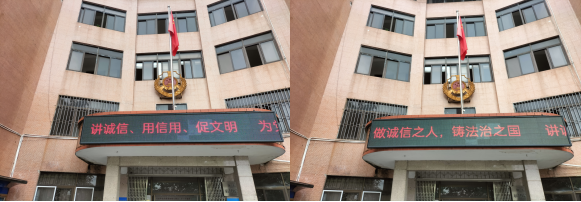 讲诚信、用信用、促文明 为
做诚信之人，铸法治之国 讲